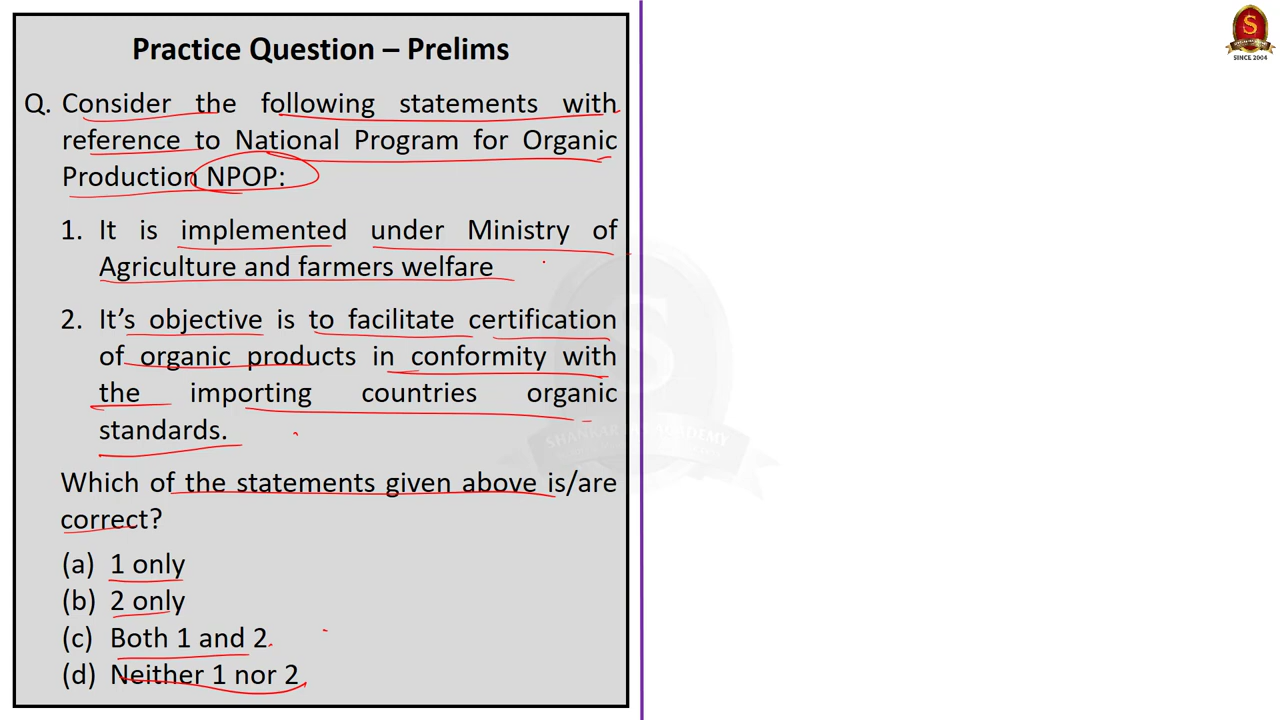 Practice Question – Prelims
Q. Consider the following statements with
reference to National Program for Organic
Production NPOP:
1. It is implemented under Ministry of
Agriculture and farmers welfare
2. It's objective is to facilitate certification
of organic products in conformity with
the importing countries organic
standards.
Which of the statements given above is/are
correct?
(a) 1 only
(b) 2 only
(c) Both 1 and 2
(d) Neither 1 nor 2
S
SINCE 2004
S
SHANKAR IAS ACADEMY